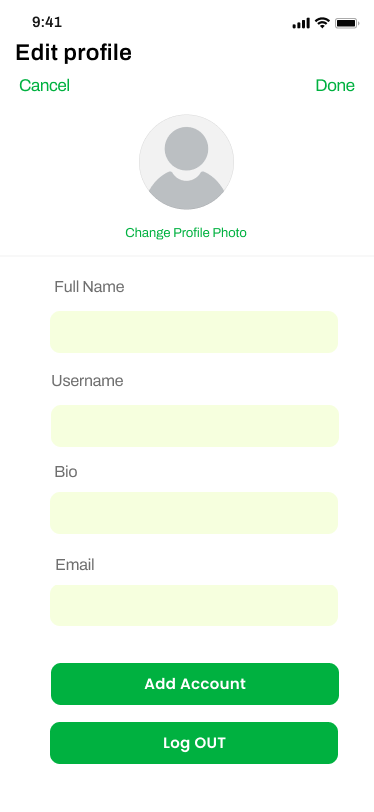 9:41
Edit profile
Cancel Done
Change Profile Photo
Full Name
Username
Bio
Email
Add Account
Log OUT